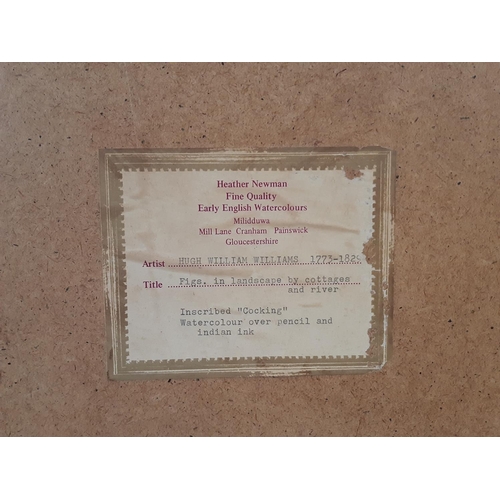 Heather Newman
Fine Quality
Early English Watercolours
Milidduwa
Mill Lane Cranham Painswick
Gloucestershire
Artist HUGH WILLIAM WILLIAMS 1773-1829
Title Figs. in landscape by cottages
and river
Inscribed "Cocking"
Watercolour over pencil and
indian ink